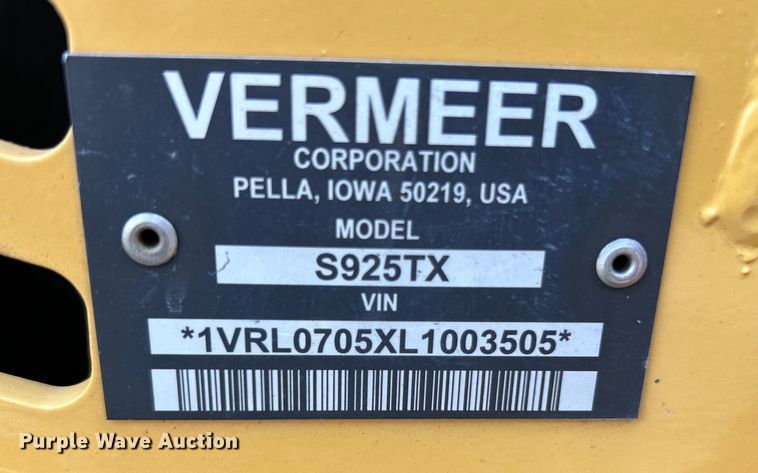 VERMEER
CORPORATION
PELLA, IOWA 50219, USA
MODEL
S925TX
VIN
*1VRL0705XL1003505*
Purple Wave Auction